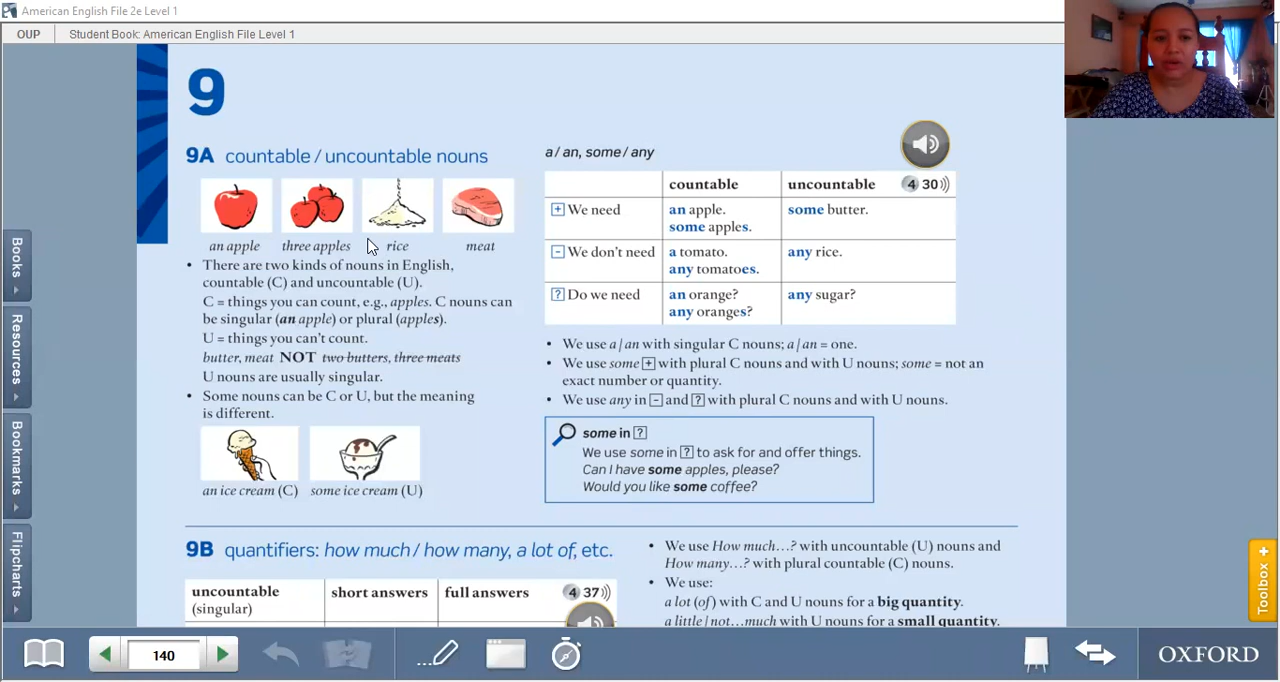 American English File 2e Level 1
OUP
Student Book: American English File Level 1
9
9A countable / uncountable nouns
an apple
three apples
rice
meat
• There are two kinds of nouns in English,
countable (C) and uncountable (U).
C = things you can count, e.g., apples. C nouns can
be singular (an apple) or plural (apples).
U = things you can't count.
butter, meat NOT two butters, three meats
U nouns are usually singular.
• Some nouns can be C or U, but the meaning
is different.
an ice cream (C)
some ice cream (U)
a / an, some / any
countable
uncountable
4 30
+ We need
an apple.
some apples.
some butter.
- We don't need
a tomato.
any tomatoes.
any rice.
? Do we need
an orange?
any oranges?
any sugar?
• We use a / an with singular C nouns; a / an = one.
• We use some + with plural C nouns and with U nouns; some = not an
exact number or quantity.
• We use any in - and ? with plural C nouns and with U nouns.
some in ?
We use some in ? to ask for and offer things.
Can I have some apples, please?
Would you like some coffee?
9B quantifiers: how much / how many, a lot of, etc.
uncountable
(singular)
short answers
full answers
4 37
• We use How much…? with uncountable (U) nouns and
How many…? with plural countable (C) nouns.
• We use:
a lot (of) with C and U nouns for a big quantity.
a little / not…much with U nouns for a small quantity.
Books
Resources
Bookmarks
Flipcharts
Toolbox +
140
OXFORD